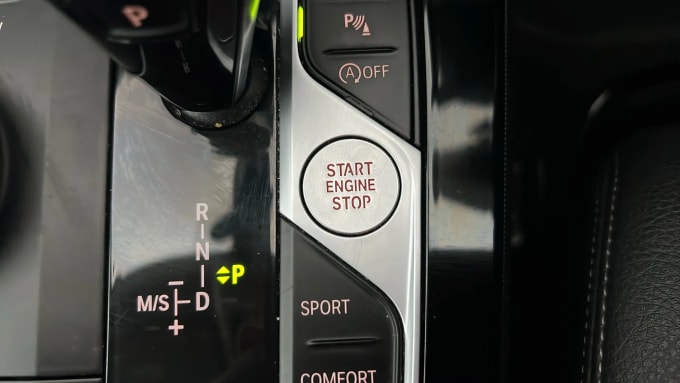 P
P
A OFF
START
ENGINE
STOP
R
N
P
M/S D
−
+
SPORT
COMFORT